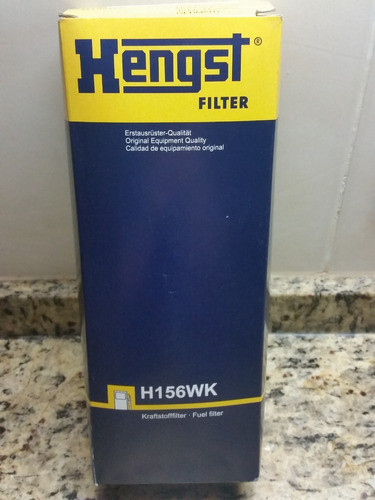 Hengst®
FILTER
Erstausrüster-Qualität
Original Equipment Quality
Calidad de equipamiento original
H156WK
Kraftstofffilter · Fuel filter